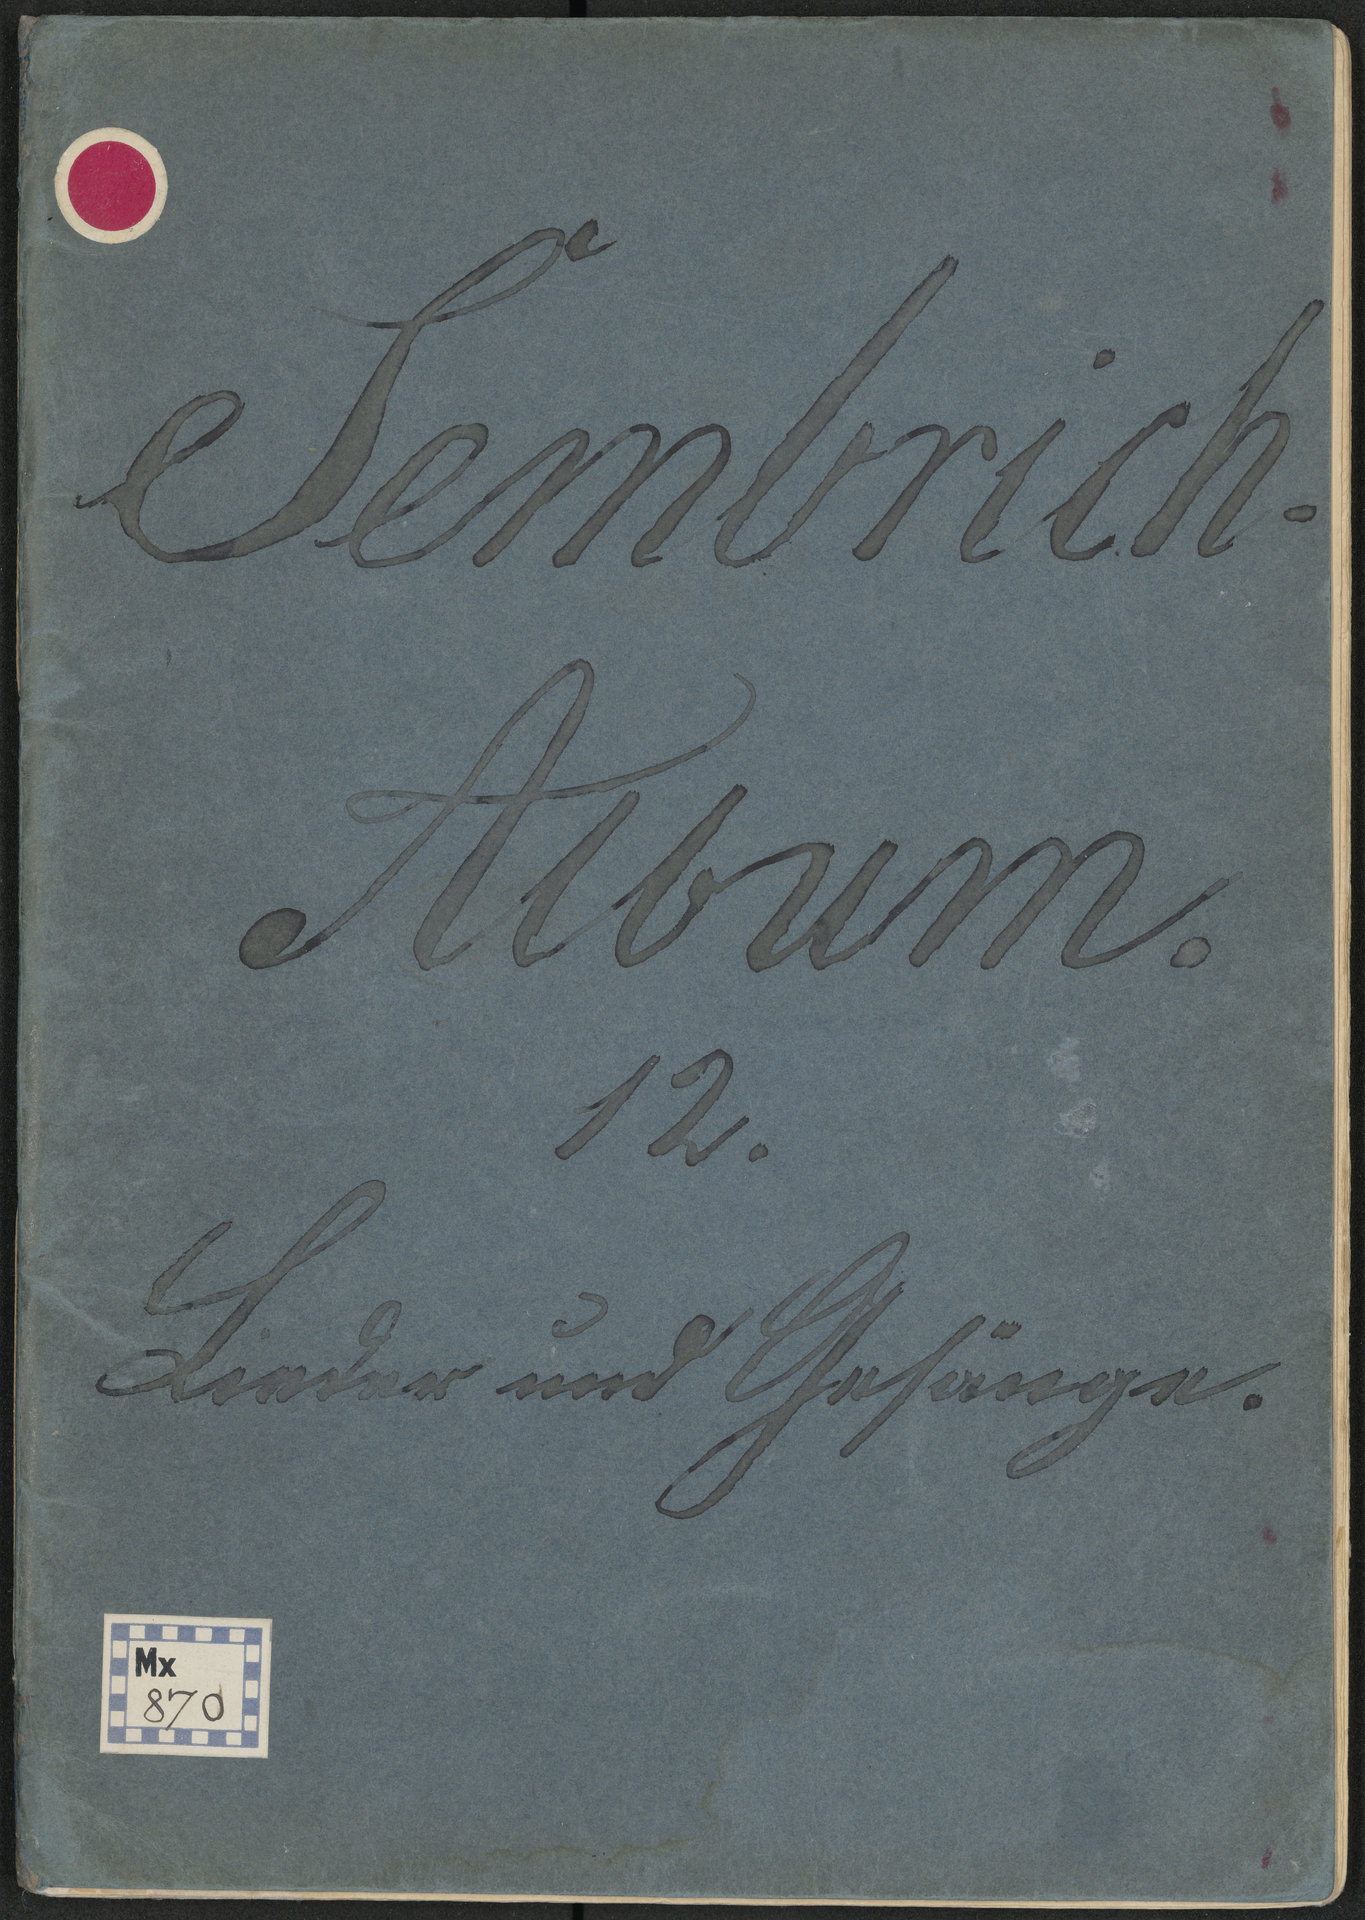 Sembrich-
Album.
12.
Lieder und Gesänge.
Mx
870